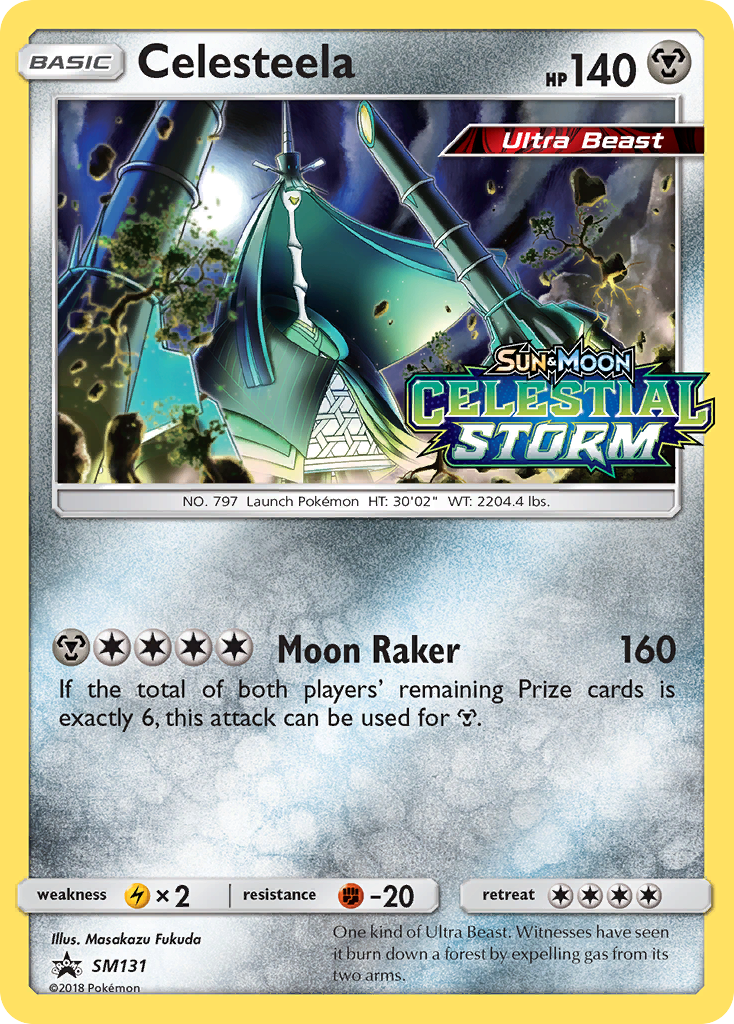 BASIC
Celesteela
HP 140
Ultra Beast
SUN & MOON
CELESTIAL
STORM
NO. 797 Launch Pokémon HT: 30'02" WT: 2204.4 lbs.
Moon Raker 160
If the total of both players' remaining Prize cards is
exactly 6, this attack can be used for .
weakness × 2 resistance -20 retreat
Illus. Masakazu Fukuda
SM131
©2018 Pokémon
One kind of Ultra Beast. Witnesses have seen
it burn down a forest by expelling gas from its
two arms.